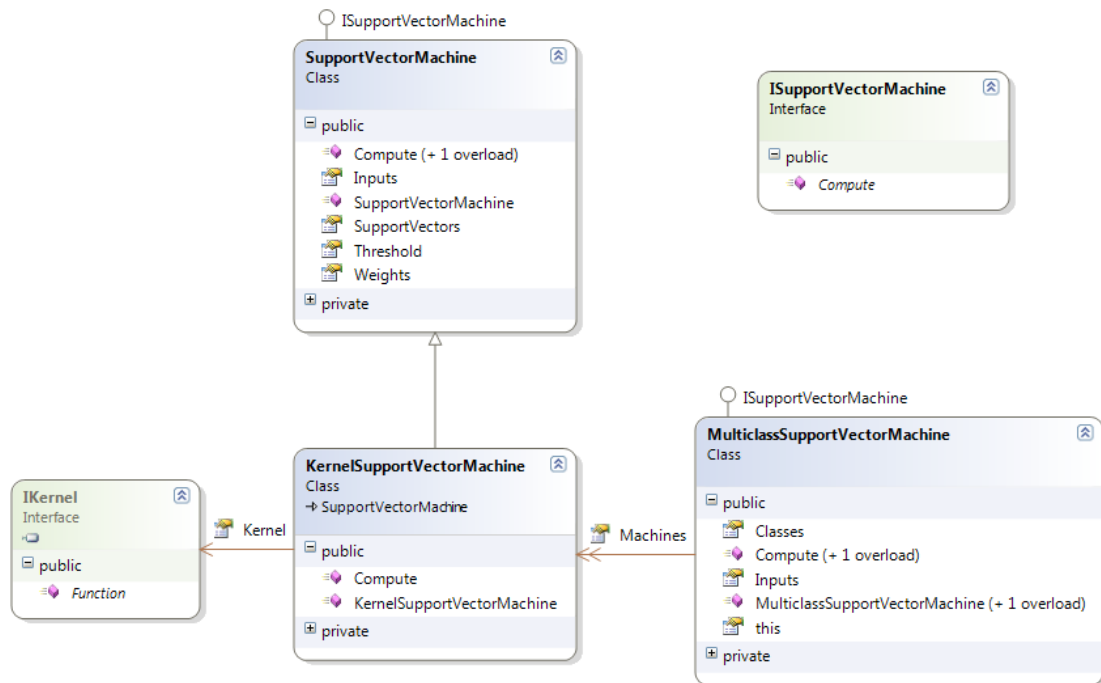 ISupportVectorMachine
SupportVectorMachine
Class
public
Compute (+ 1 overload)
Inputs
SupportVectorMachine
SupportVectors
Threshold
Weights
private
ISupportVectorMachine
Interface
public
Compute
IKernel
Interface
public
Function
Kernel
KernelSupportVectorMachine
Class
SupportVectorMachine
public
Compute
KernelSupportVectorMachine
private
Machines
ISupportVectorMachine
MulticlassSupportVectorMachine
Class
public
Classes
Compute (+ 1 overload)
Inputs
MulticlassSupportVectorMachine (+ 1 overload)
this
private